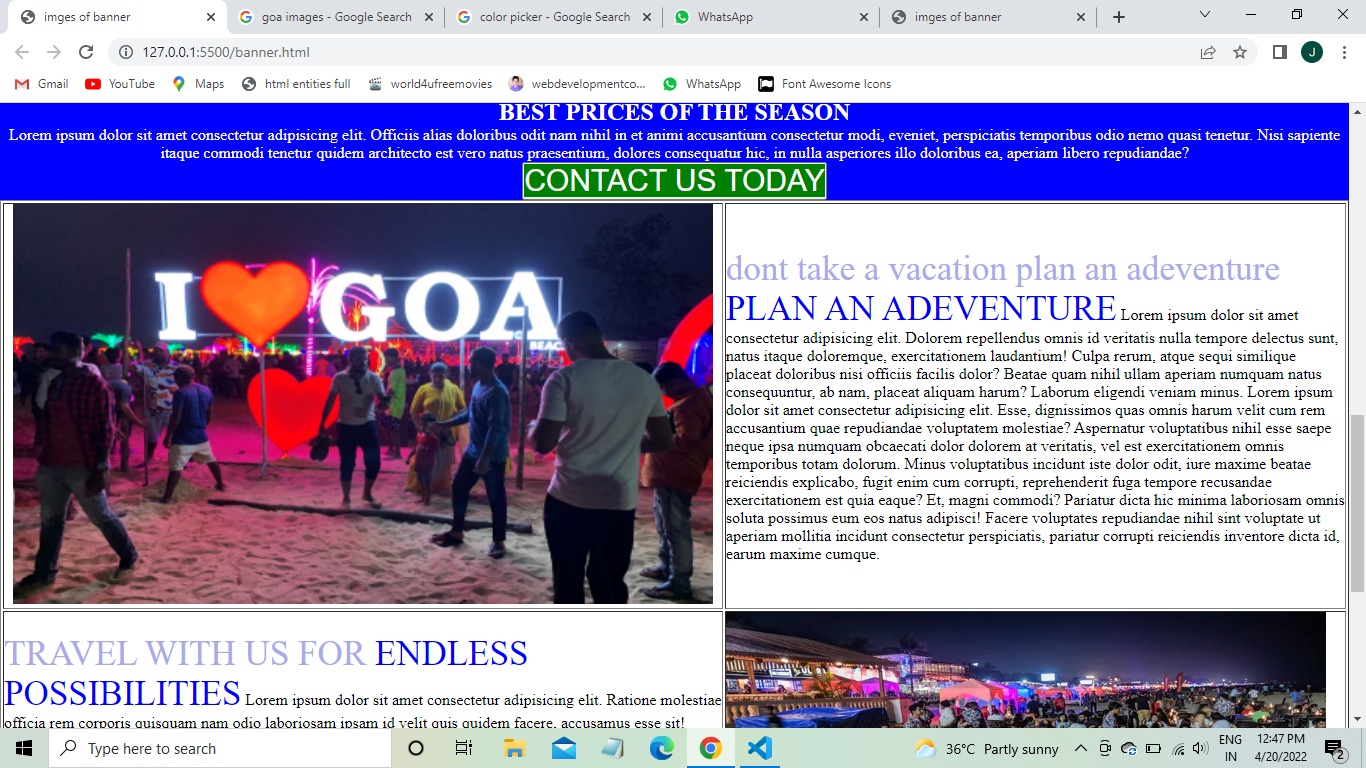 imges of banner
goa images - Google Search
color picker - Google Search
WhatsApp
imges of banner
127.0.0.1:5500/banner.html
J
Gmail
YouTube
Maps
html entities full
world4ufreemovies
webdevelopmentco...
WhatsApp
Font Awesome Icons
BEST PRICES OF THE SEASON
Lorem ipsum dolor sit amet consectetur adipisicing elit. Officiis alias doloribus odit nam nihil in et animi accusantium consectetur modi, eveniet, perspiciatis temporibus odio nemo quasi tenetur. Nisi sapiente
itaque commodi tenetur quidem architecto est vero natus praesentium, dolores consequatur hic, in nulla asperiores illo doloribus ea, aperiam libero repudiandae?
CONTACT US TODAY
I GOA
BEACH
dont take a vacation plan an adeventure
PLAN AN ADEVENTURE Lorem ipsum dolor sit amet
consectetur adipisicing elit. Dolorem repellendus omnis id veritatis nulla tempore delectus sunt,
natus itaque doloremque, exercitationem laudantium! Culpa rerum, atque sequi similique
placeat doloribus nisi officiis facilis dolor? Beatae quam nihil ullam aperiam numquam natus
consequuntur, ab nam, placeat aliquam harum? Laborum eligendi veniam minus. Lorem ipsum
dolor sit amet consectetur adipisicing elit. Esse, dignissimos quas omnis harum velit cum rem
accusantium quae repudiandae voluptatem molestiae? Aspernatur voluptatibus nihil esse saepe
neque ipsa numquam obcaecati dolor dolorem at veritatis, vel est exercitationem omnis
temporibus totam dolorum. Minus voluptatibus incidunt iste dolor odit, iure maxime beatae
reiciendis explicabo, fugit enim cum corrupti, reprehenderit fuga tempore recusandae
exercitationem est quia eaque? Et, magni commodi? Pariatur dicta hic minima laboriosam omnis
soluta possimus eum eos natus adipisci! Facere voluptates repudiandae nihil sint voluptate ut
aperiam mollitia incidunt consectetur perspiciatis, pariatur corrupti reiciendis inventore dicta id,
earum maxime cumque.
TRAVEL WITH US FOR ENDLESS
POSSIBILITIES Lorem ipsum dolor sit amet consectetur adipisicing elit. Ratione molestiae
officia rem corporis quisquam nam odio laboriosam ipsam id velit quis quidem facere, accusamus esse sit!
Type here to search
36°C Partly sunny
ENG
IN
12:47 PM
4/20/2022
2